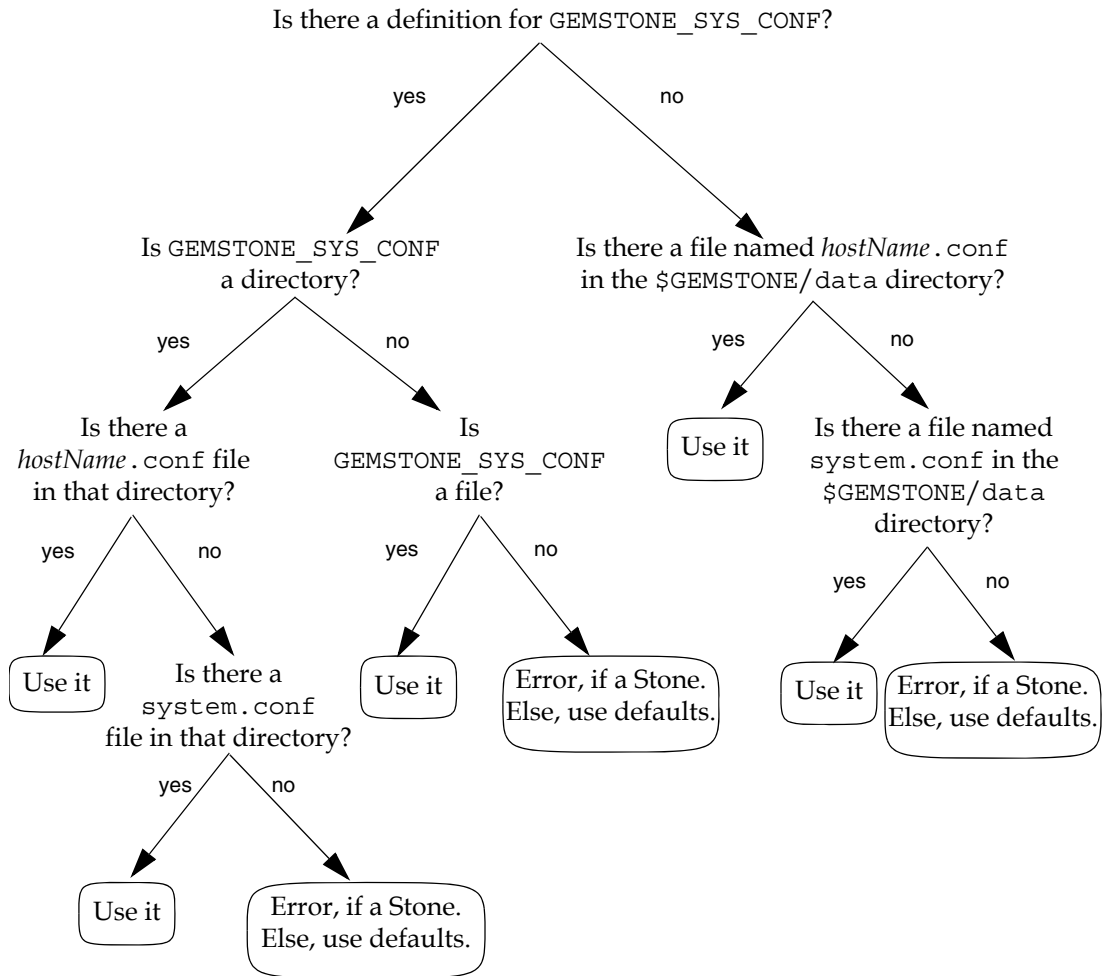 Is there a definition for GEMSTONE_SYS_CONF?
yes
no
Is GEMSTONE_SYS_CONF
a directory?
Is there a file named hostName.conf
in the $GEMSTONE/data directory?
yes
no
yes
no
Is there a
hostName.conf file
in that directory?
Is
GEMSTONE_SYS_CONF
a file?
Use it
Is there a file named
system.conf in the
$GEMSTONE/data
directory?
yes
no
yes
no
yes
no
Use it
Is there a
system.conf
file in that directory?
Use it
Error, if a Stone.
Else, use defaults.
Use it
Error, if a Stone.
Else, use defaults.
yes
no
Use it
Error, if a Stone.
Else, use defaults.